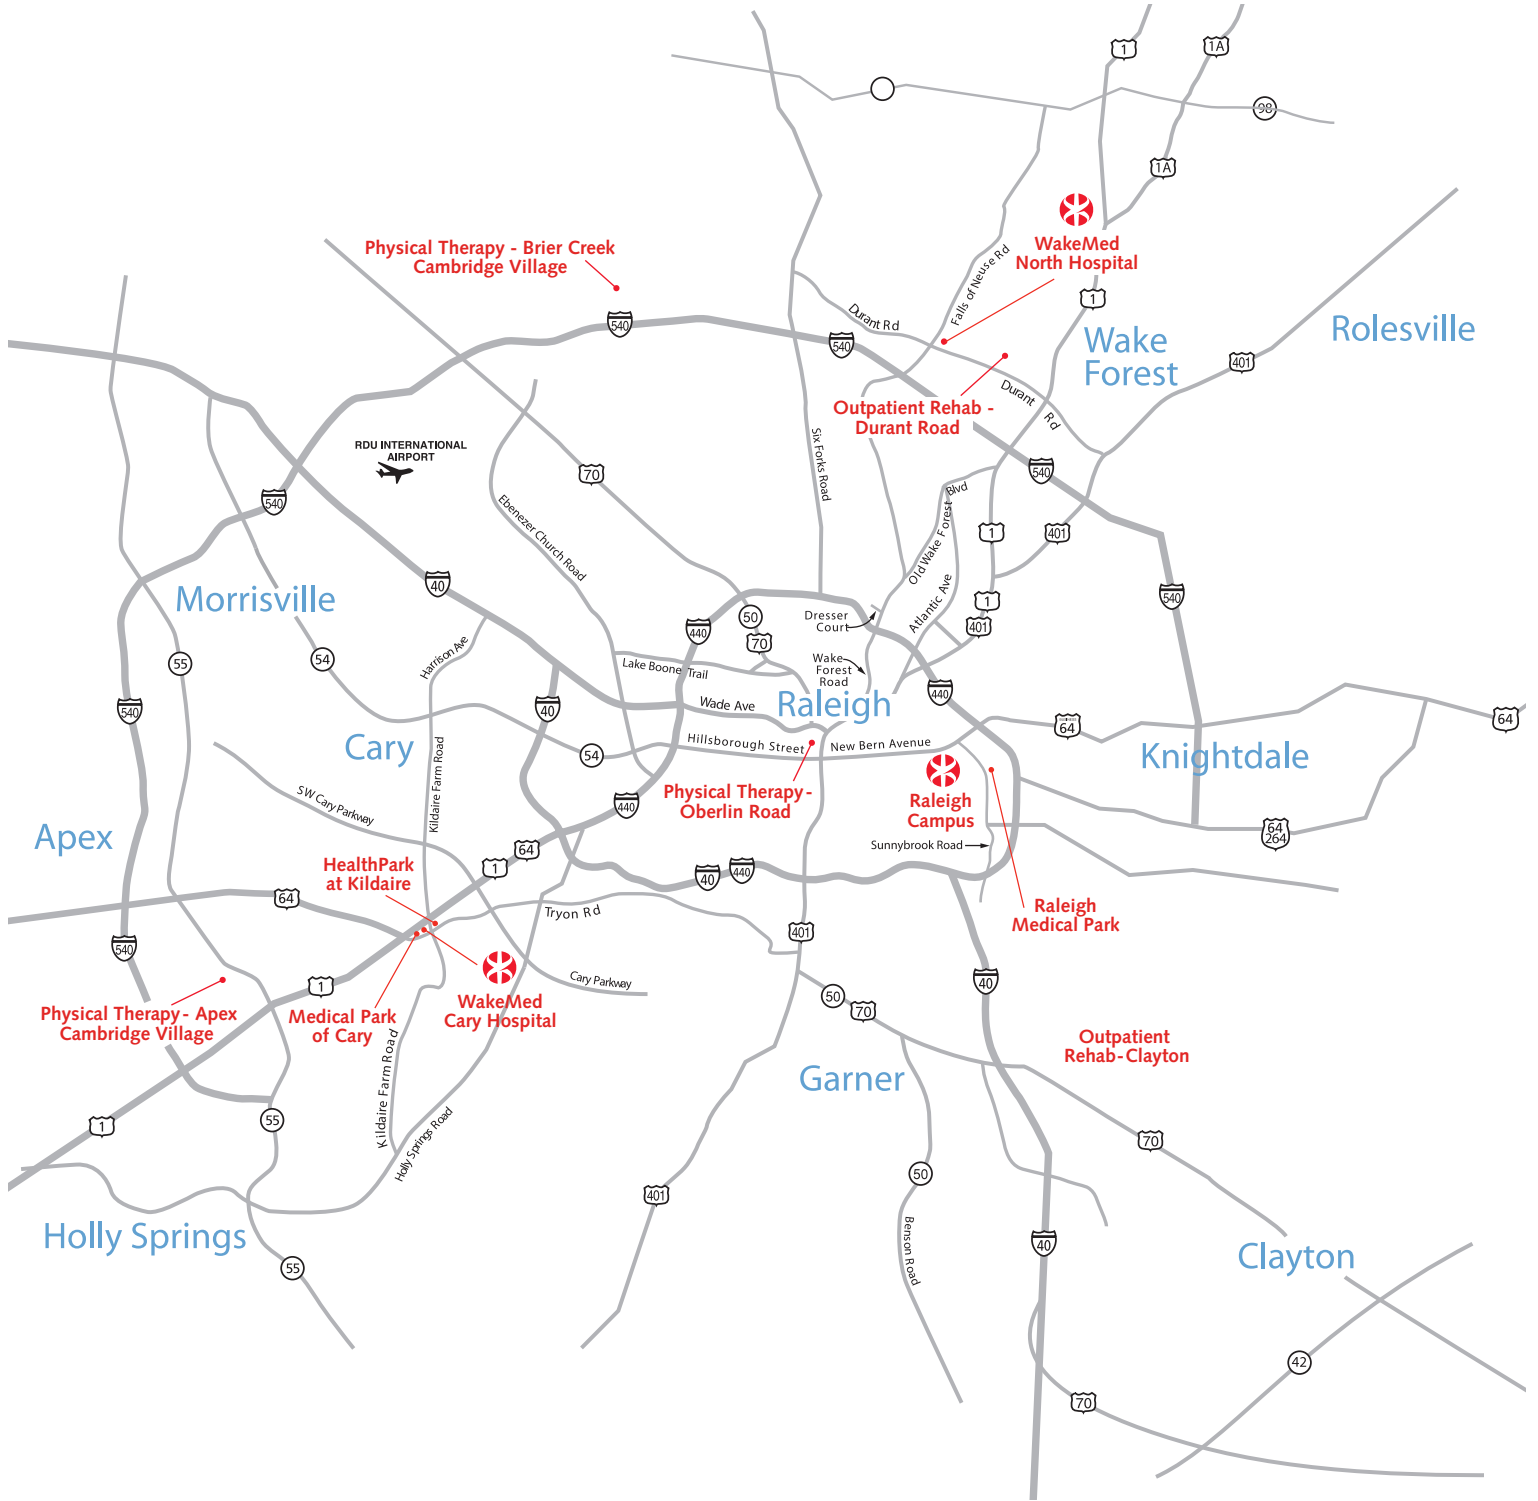 1
1A
98
1A
WakeMed
North Hospital
Physical Therapy - Brier Creek
Cambridge Village
Falls of Neuse Rd
1
Durant Rd
540
540
Wake
Forest
Rolesville
401
Outpatient Rehab -
Durant Road
Durant
Rd
RDU INTERNATIONAL
AIRPORT
Six Forks Road
70
540
540
Ebenezer Church Road
Old Wake Forest
Blvd
1
401
40
Morrisville
Atlantic Ave
540
1
401
50
70
440
Dresser
Court
Harrison Ave
54
55
Lake Boone Trail
Wake
Forest
Road
440
40
540
Wade Ave
Raleigh
64
BUSINESS
64
Cary
54
Hillsborough Street
New Bern Avenue
Knightdale
Kildaire Farm Road
SW Cary Parkway
Physical Therapy-
Oberlin Road
Raleigh
Campus
440
Apex
64
264
Sunnybrook Road
HealthPark
at Kildaire
1
64
40
440
64
Tryon Rd
Raleigh
Medical Park
401
540
Cary Parkway
40
1
50
70
Physical Therapy- Apex
Cambridge Village
Medical Park
of Cary
WakeMed
Cary Hospital
Outpatient
Rehab-Clayton
Garner
Kildaire Farm Road
Holly Springs Road
1
55
70
50
401
Holly Springs
Benson Road
40
Clayton
55
42
70